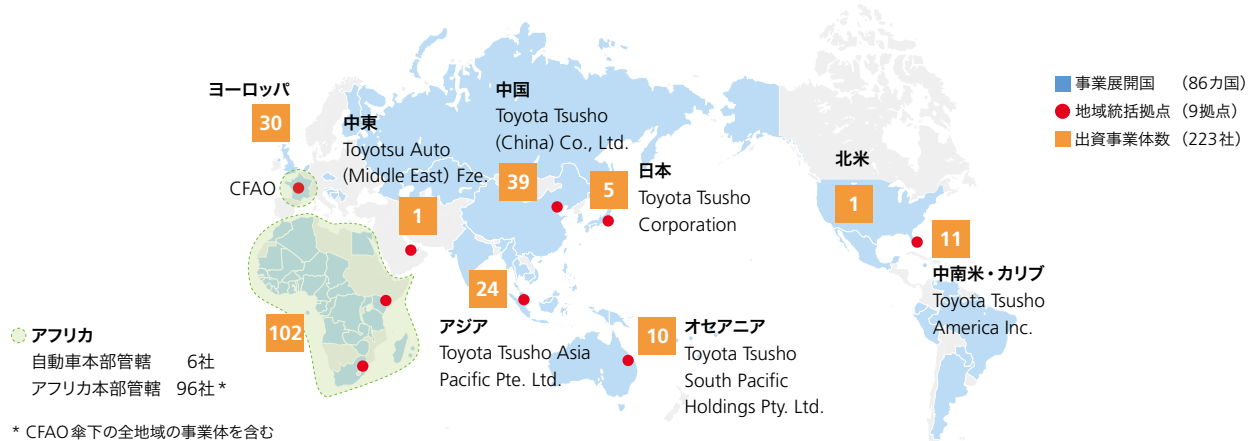 ヨーロッパ
30
CFAO
中東
Toyotsu Auto
(Middle East) Fze.
1
中国
Toyota Tsusho
(China) Co., Ltd.
39
日本
5
Toyota Tsusho
Corporation
北米
1
11
中南米・カリブ
Toyota Tsusho
America Inc.
事業展開国 (86カ国)
地域統括拠点 (9拠点)
出資事業体数 (223社)
24
アジア
Toyota Tsusho Asia
Pacific Pte. Ltd.
10
オセアニア
Toyota Tsusho
South Pacific
Holdings Pty. Ltd.
102
アフリカ
自動車本部管轄 6社
アフリカ本部管轄 96社*
* CFAO傘下の全地域の事業体を含む